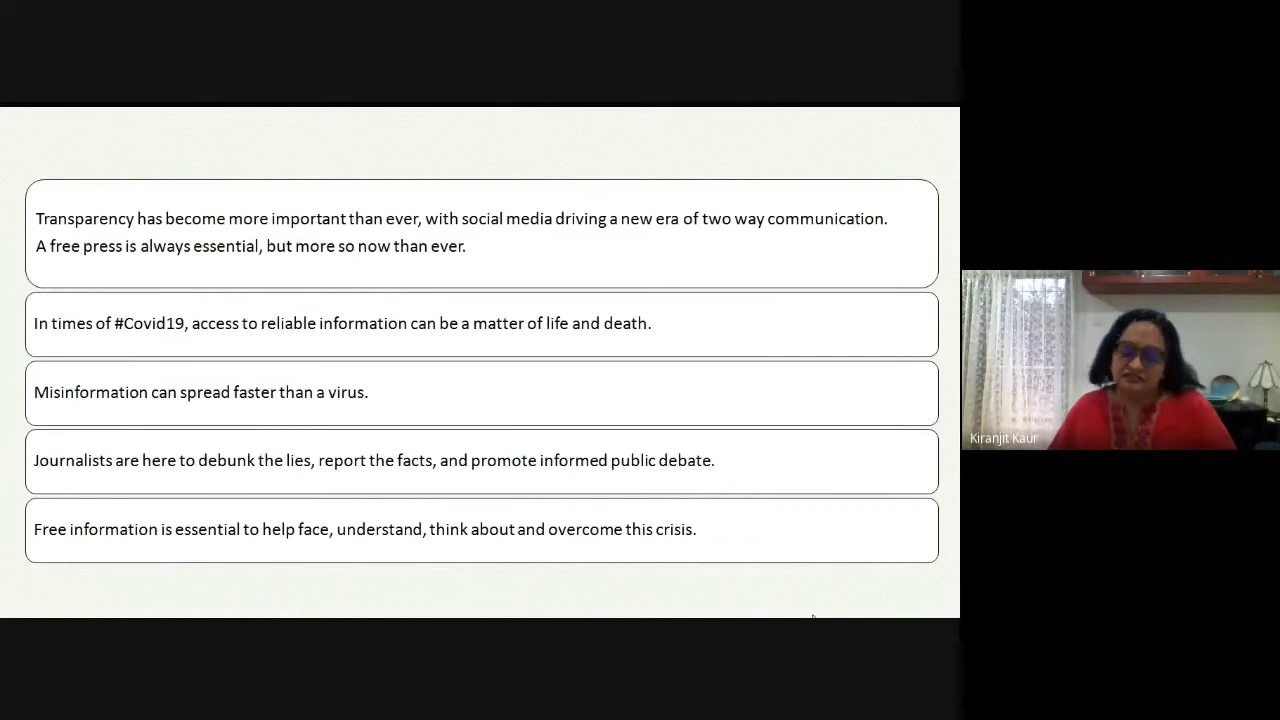 Transparency has become more important than ever, with social media driving a new era of two way communication.
A free press is always essential, but more so now than ever.
In times of #Covid19, access to reliable information can be a matter of life and death.
Misinformation can spread faster than a virus.
Journalists are here to debunk the lies, report the facts, and promote informed public debate.
Free information is essential to help face, understand, think about and overcome this crisis.
Kiranjit Kaur